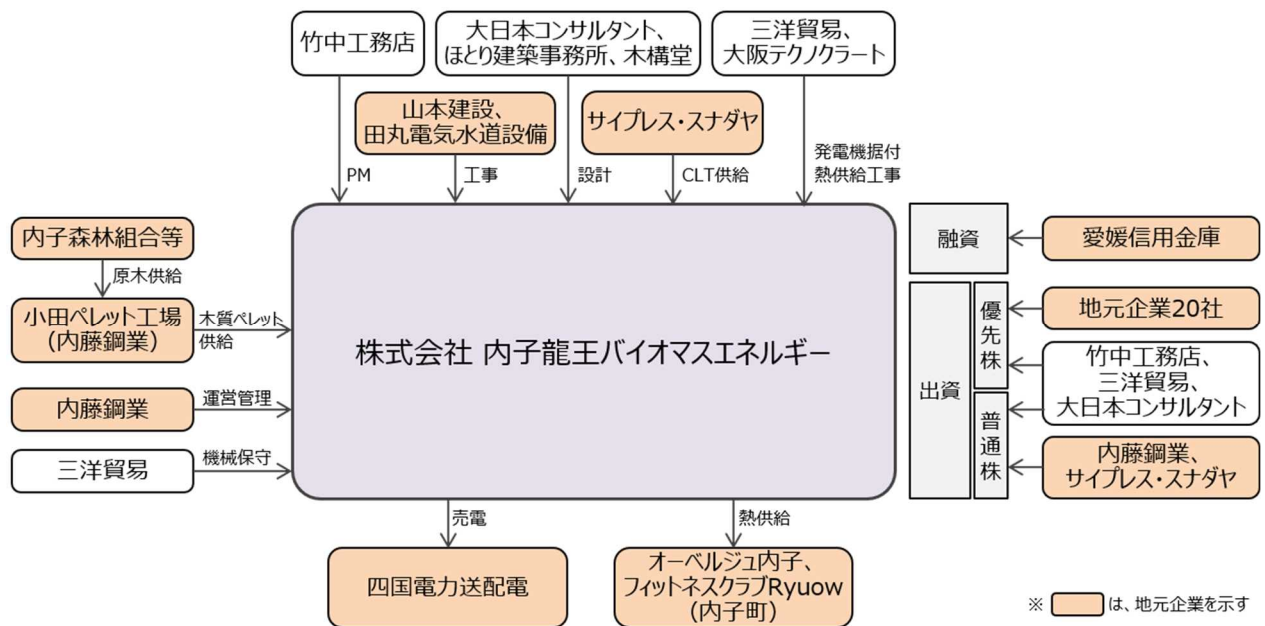 竹中工務店
大日本コンサルタント、
ほとり建築事務所、木構堂
三洋貿易、
大阪テクノクラート
山本建設、
田丸電気水道設備
サイプレス・スナダヤ
PM
工事
設計
CLT供給
発電機据付
熱供給工事
内子森林組合等
原木供給
小田ペレット工場
(内藤鋼業)
木質ペレット
供給
内藤鋼業
運営管理
三洋貿易
機械保守
株式会社 内子龍王バイオマスエネルギー
融資
愛媛信用金庫
出資
優先株
普通株
地元企業20社
竹中工務店、
三洋貿易、
大日本コンサルタント
内藤鋼業、
サイプレス・スナダヤ
売電
熱供給
四国電力送配電
オーベルジュ内子、
フィットネスクラブRyuow
(内子町)
※ は、地元企業を示す